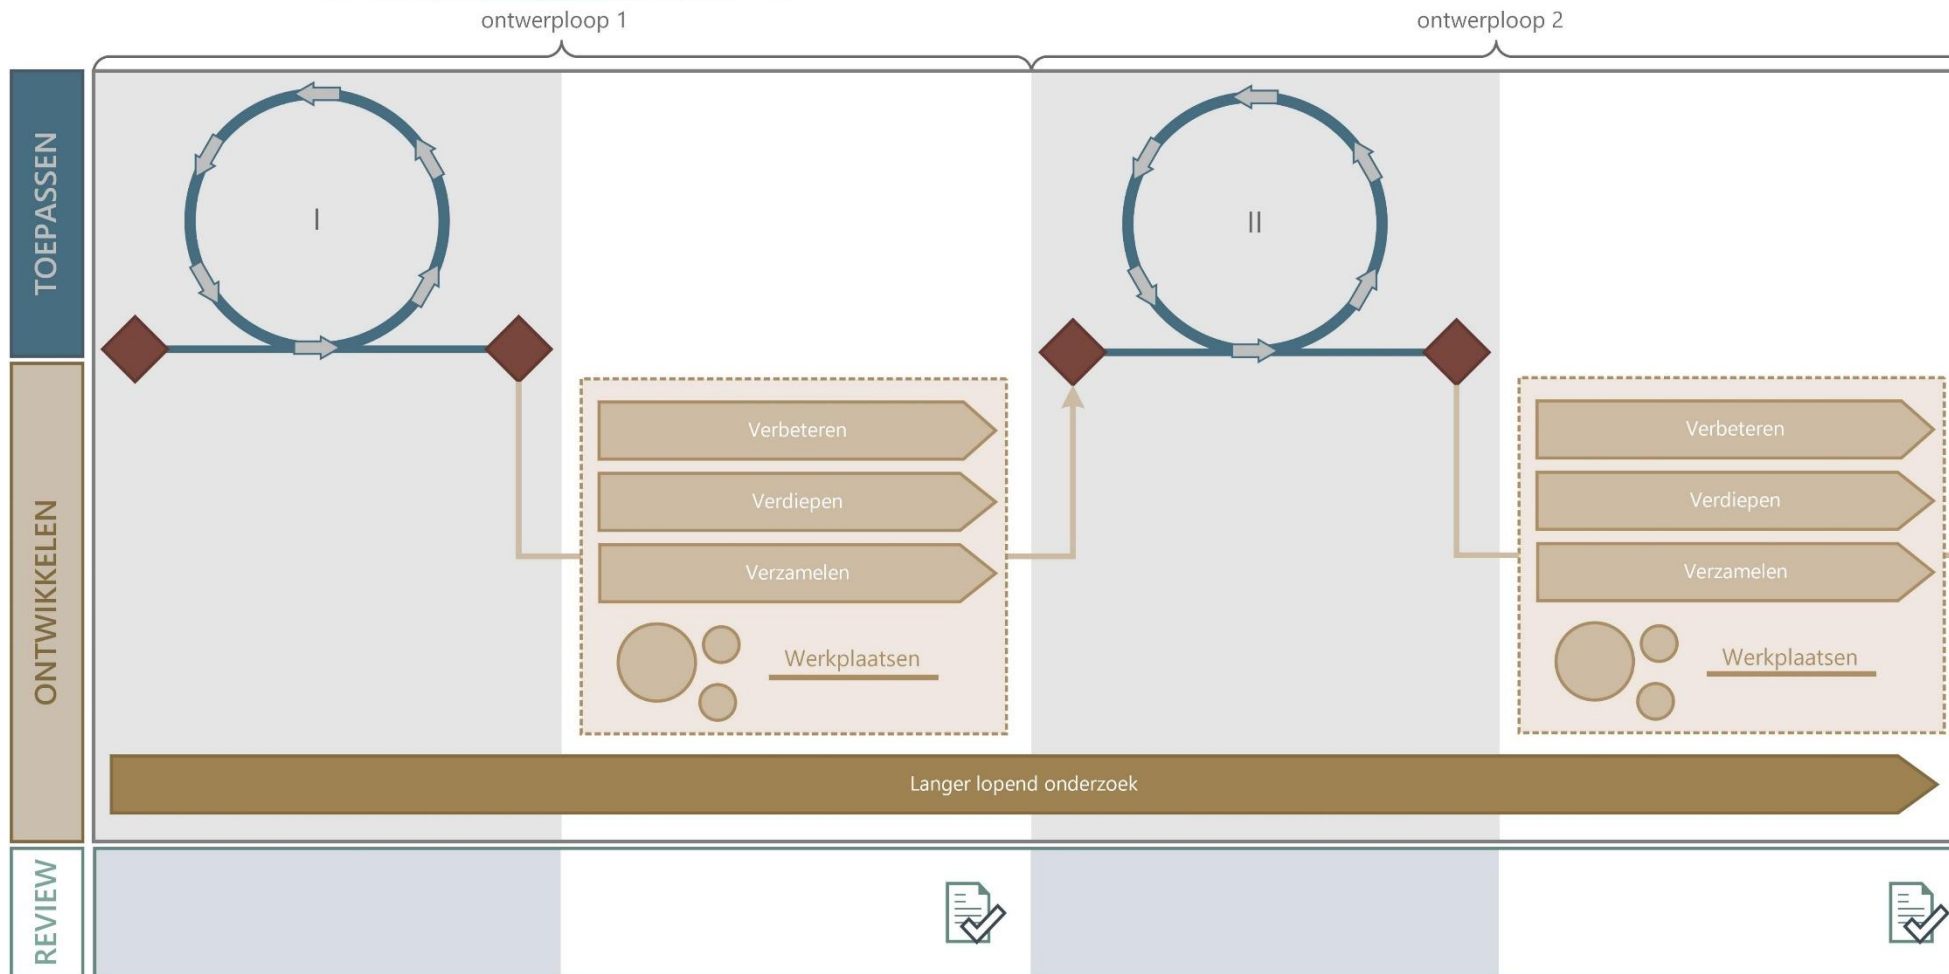 ontwerploop 1
ontwerploop 2
TOEPASSEN
I
II
ONTWIKKELEN
Verbeteren
Verdiepen
Verzamelen
Werkplaatsen
Verbeteren
Verdiepen
Verzamelen
Werkplaatsen
Langer lopend onderzoek
REVIEW